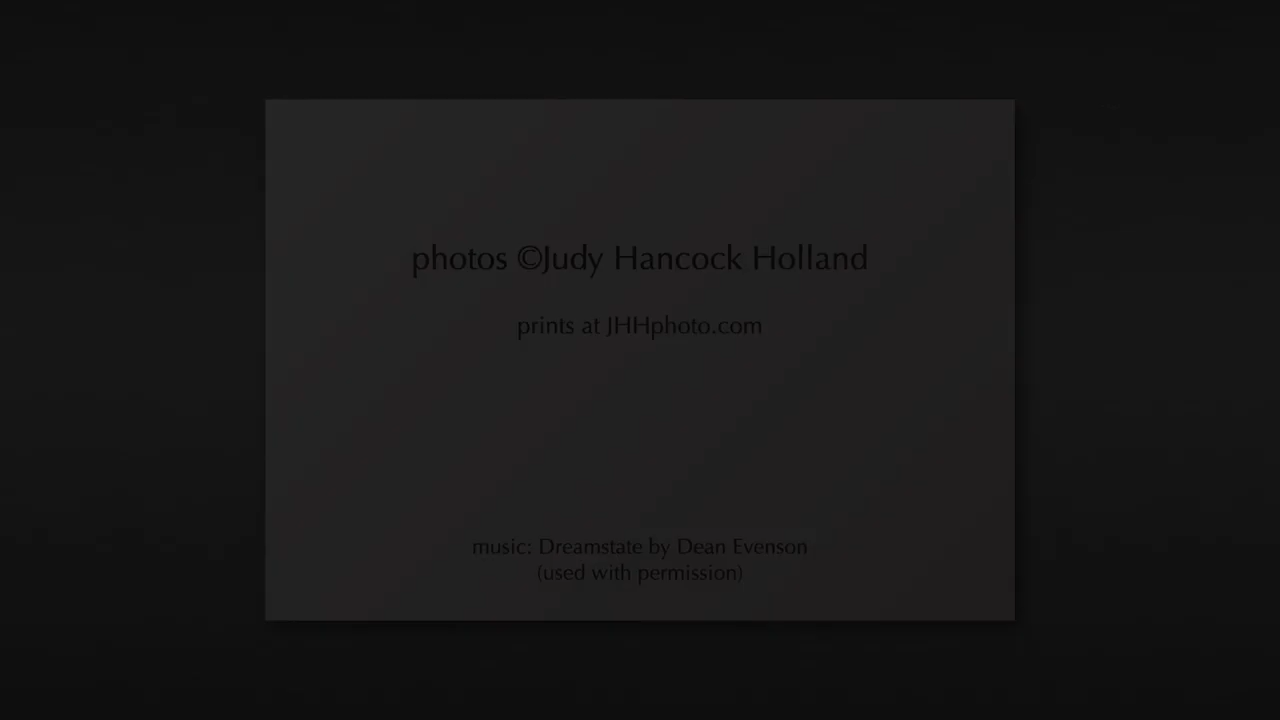 photos ©Judy Hancock Holland
prints at JHHphoto.com
music: Dreamstate by Dean Evenson
(used with permission)